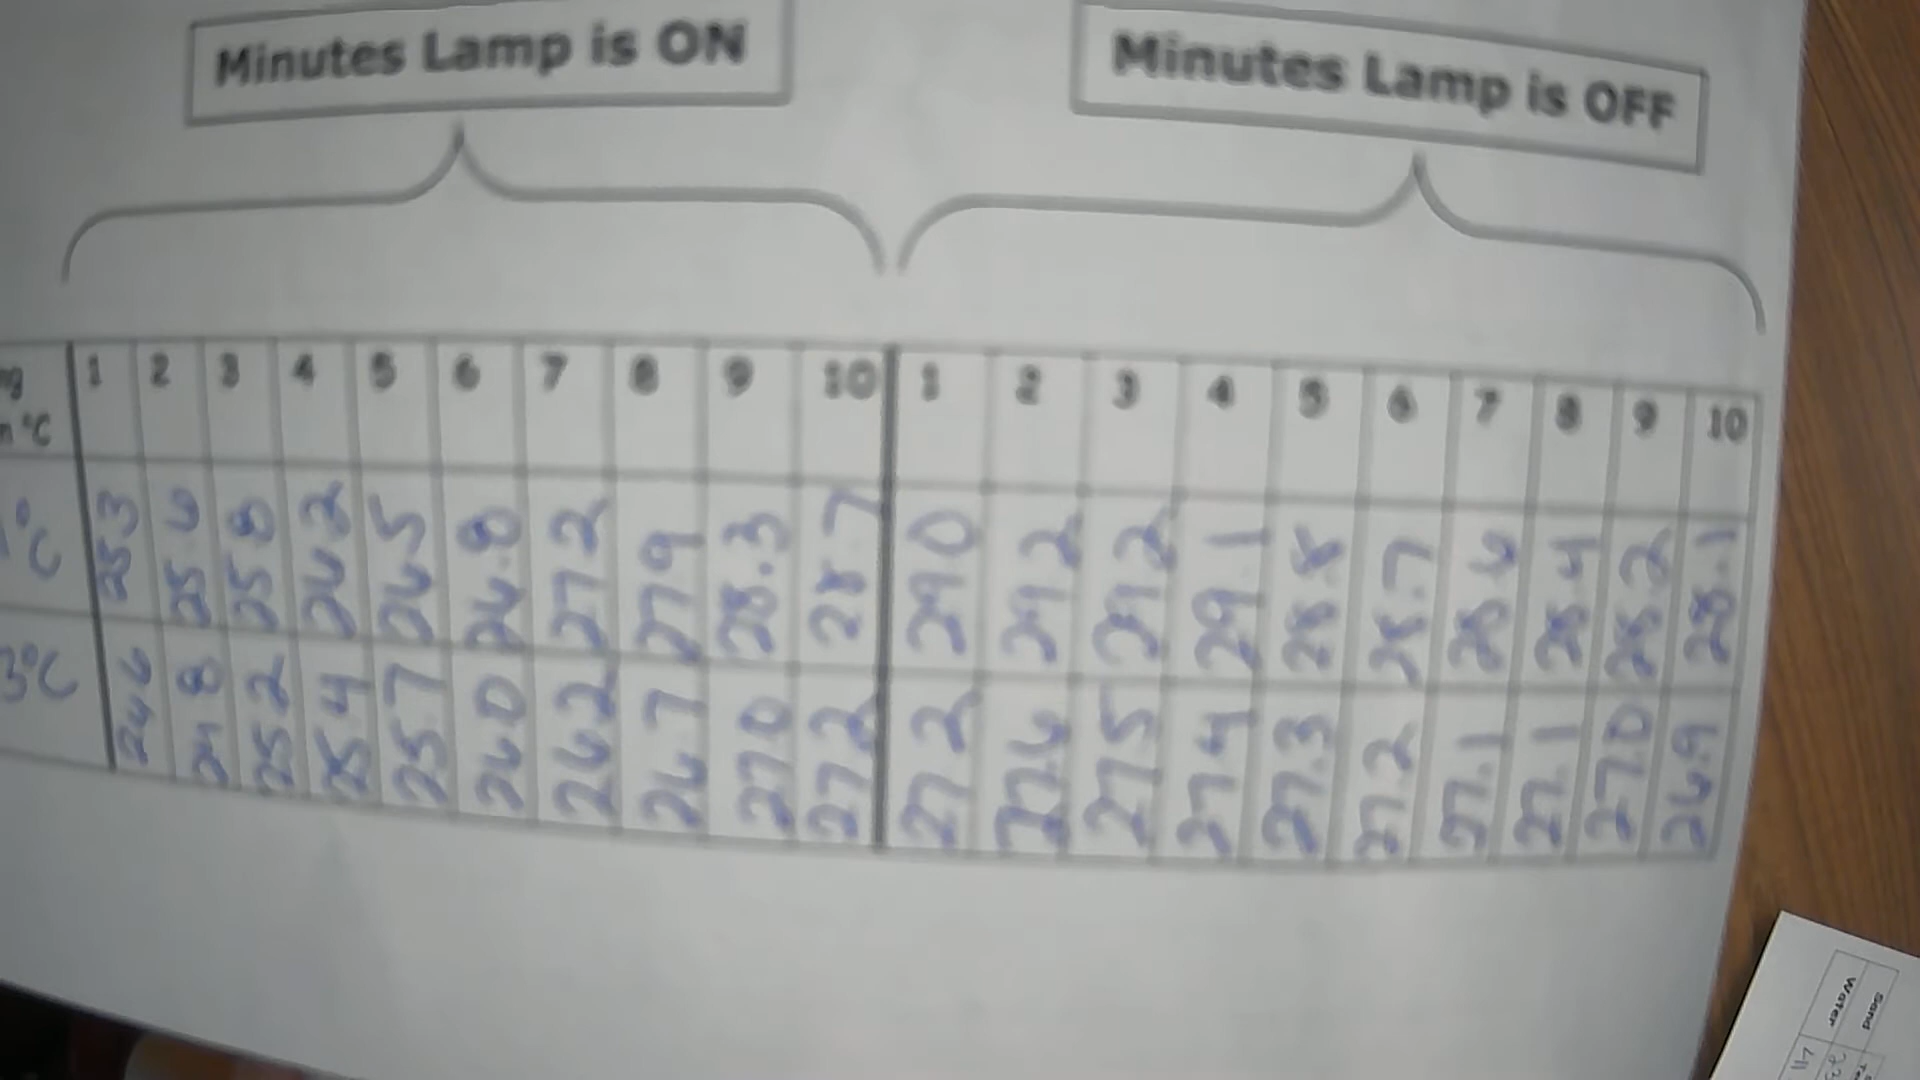 Minutes Lamp is ON
Minutes Lamp is OFF
1 2 3 4 5 6 7 8 9 10 1 2 3 4 5 6 7 8 9 10
n °C
°C 25.3 25.6 25.8 26.2 26.5 26.8 27.2 27.9 28.3 28.7 29.0 29.2 29.2 29.1 28.8 28.7 28.6 28.4 28.2 28.1
3°C 24.6 24.8 25.2 25.4 25.7 26.0 26.2 26.7 27.0 27.2 27.2 27.6 27.5 27.4 27.3 27.2 27.1 27.1 27.0 26.9
Sand
Water